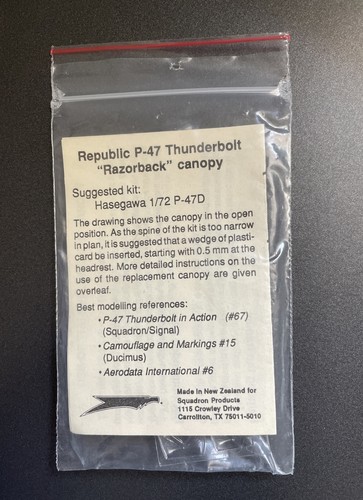 Republic P-47 Thunderbolt
"Razorback" canopy
Suggested kit:
Hasegawa 1/72 P-47D
The drawing shows the canopy in the open
position. As the spine of the kit is too narrow
in plan, it is suggested that a wedge of plasti-
card be inserted, starting with 0.5 mm at the
headrest. More detailed instructions on the
use of the replacement canopy are given
overleaf.
Best modelling references:
• P-47 Thunderbolt in Action (#67)
(Squadron/Signal)
• Camouflage and Markings #15
(Ducimus)
• Aerodata International #6
Made in New Zealand for
Squadron Products
1115 Crowley Drive
Carrollton, TX 75011-5010